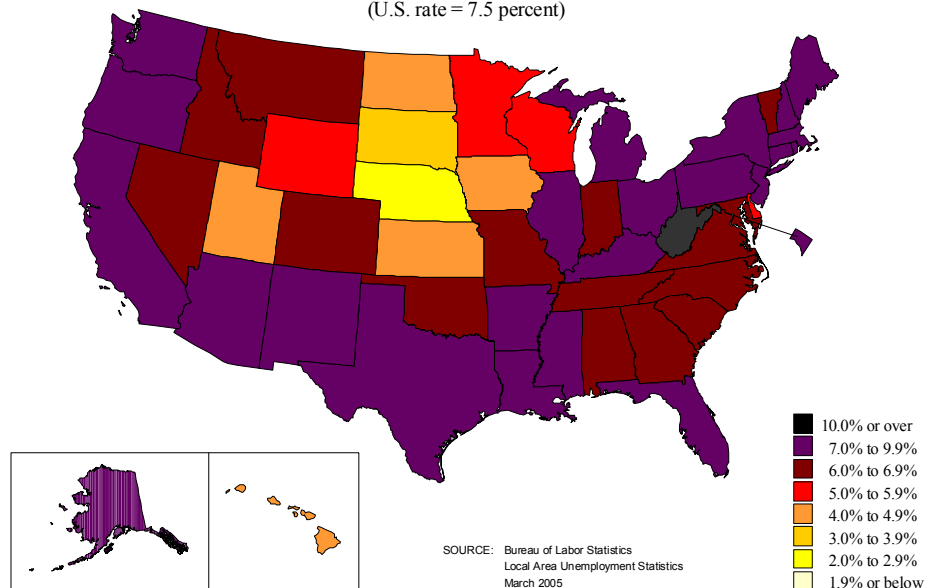 (U.S. rate = 7.5 percent)
10.0% or over
7.0% to 9.9%
6.0% to 6.9%
5.0% to 5.9%
4.0% to 4.9%
3.0% to 3.9%
2.0% to 2.9%
1.9% or below
SOURCE: Bureau of Labor Statistics
Local Area Unemployment Statistics
March 2005